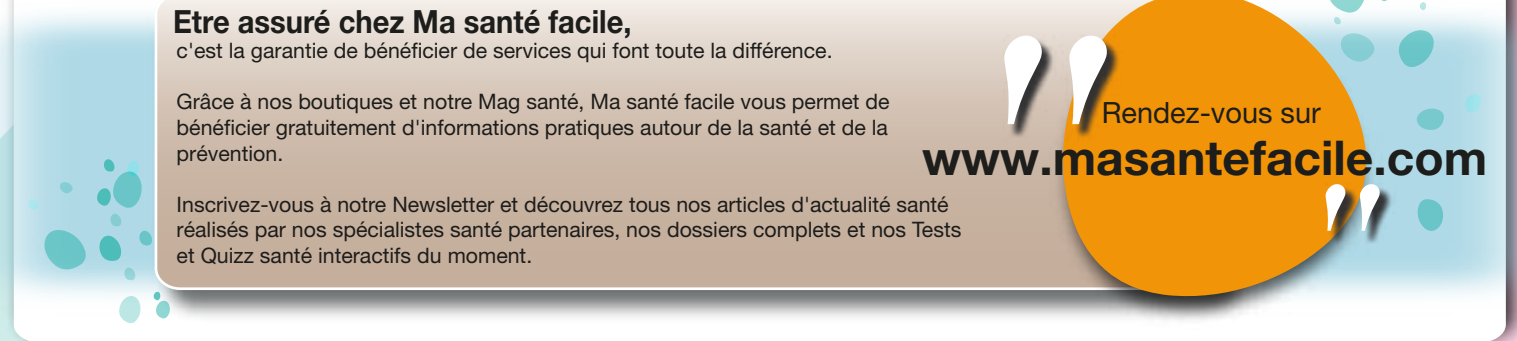 Etre assuré chez Ma santé facile,
c'est la garantie de bénéficier de services qui font toute la différence.
Grâce à nos boutiques et notre Mag santé, Ma santé facile vous permet de
bénéficier gratuitement d'informations pratiques autour de la santé et de la
prévention.
Inscrivez-vous à notre Newsletter et découvrez tous nos articles d'actualité santé
réalisés par nos spécialistes santé partenaires, nos dossiers complets et nos Tests
et Quizz santé interactifs du moment.
"
Rendez-vous sur
www.masantefacile.com
"